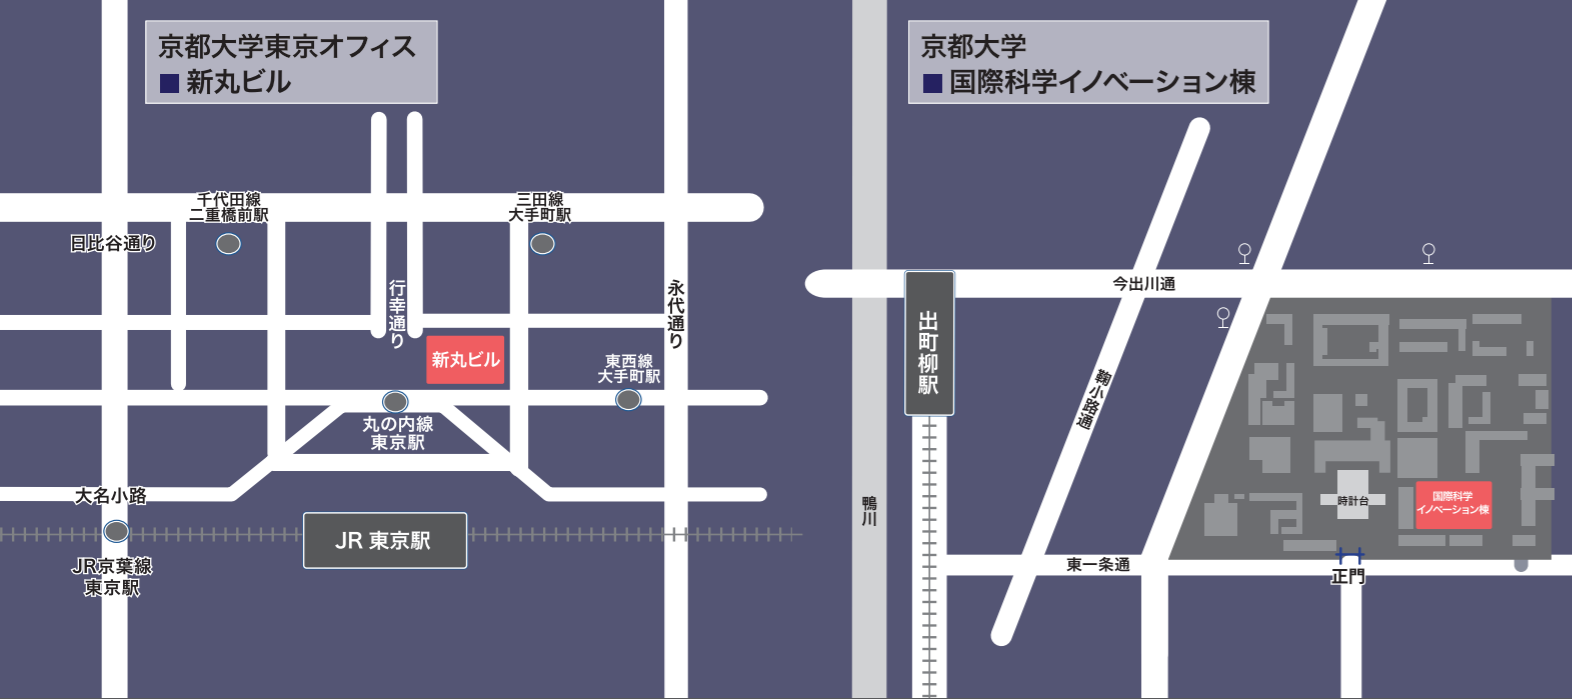 京都大学東京オフィス
■ 新丸ビル
千代田線
二重橋前駅
三田線
大手町駅
日比谷通り
行幸通り
永代通り
新丸ビル
東西線
大手町駅
丸の内線
東京駅
大名小路
JR 東京駅
JR京葉線
東京駅
京都大学
■ 国際科学イノベーション棟
今出川通
出町柳駅
鞠小路通
鴨川
時計台
国際科学
イノベーション棟
東一条通
正門